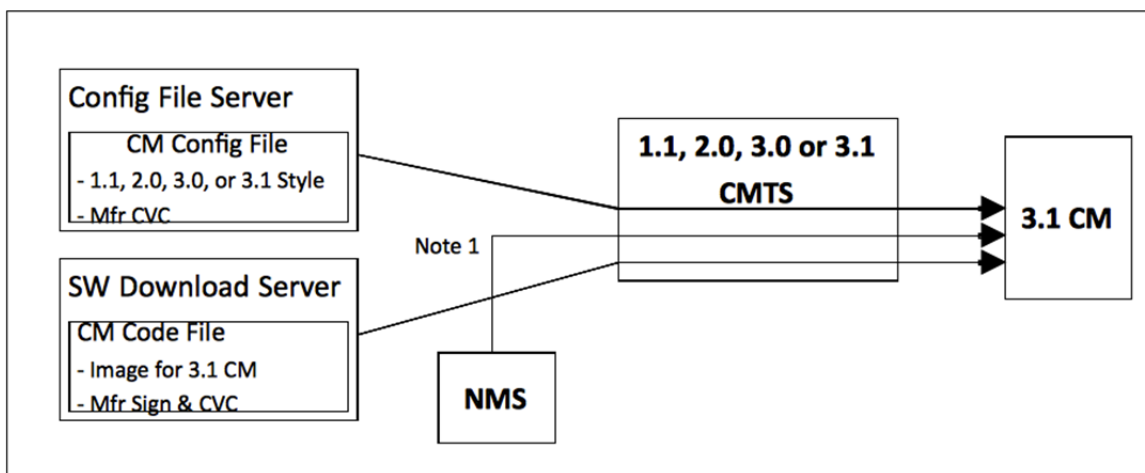 Config File Server
CM Config File
- 1.1, 2.0, 3.0, or 3.1 Style
- Mfr CVC
SW Download Server
CM Code File
- Image for 3.1 CM
- Mfr Sign & CVC
Note 1
NMS
1.1, 2.0, 3.0 or 3.1
CMTS
3.1 CM